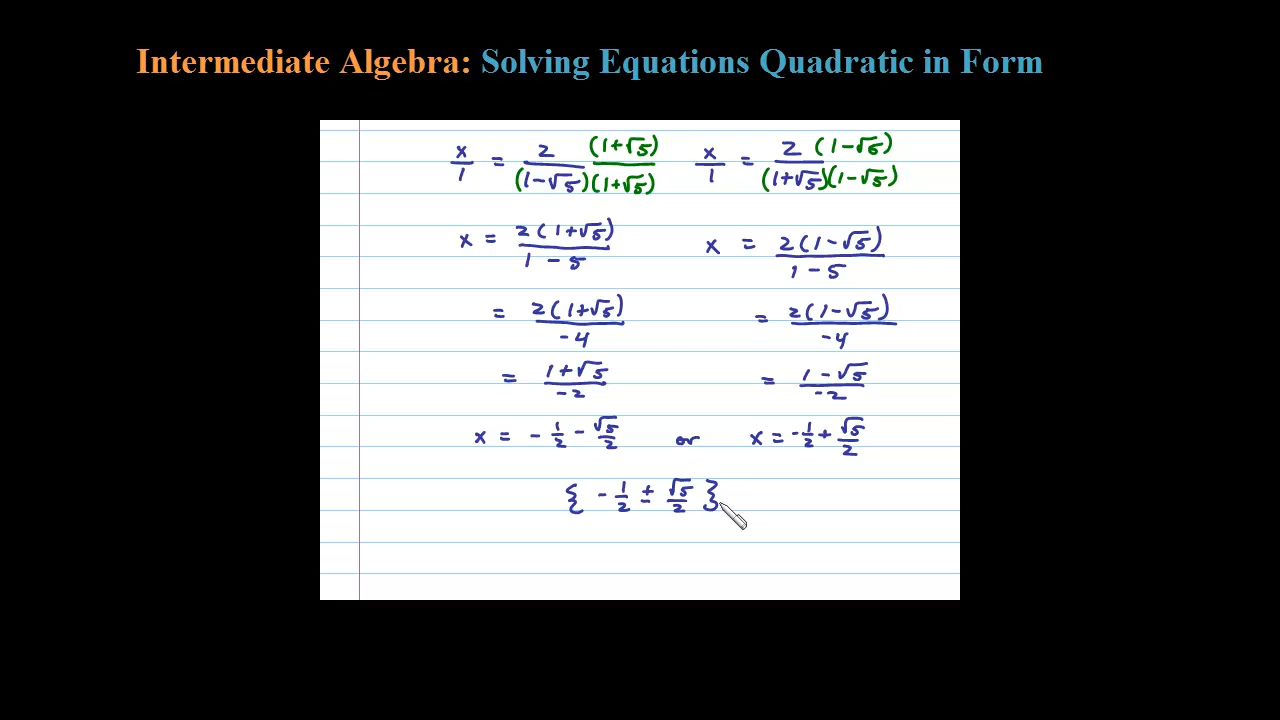 Intermediate Algebra: Solving Equations Quadratic in Form
x/1 = 2 (1+√5) / (1-√5)(1+√5)    x/1 = 2 (1-√5) / (1+√5)(1-√5)
x = 2(1+√5) / 1-5    x = 2(1-√5) / 1-5
= 2(1+√5) / -4    = 2(1-√5) / -4
= 1+√5 / -2    = 1-√5 / -2
x = -1/2 - √5/2    or    x = -1/2 + √5/2
{ -1/2 ± √5/2 }